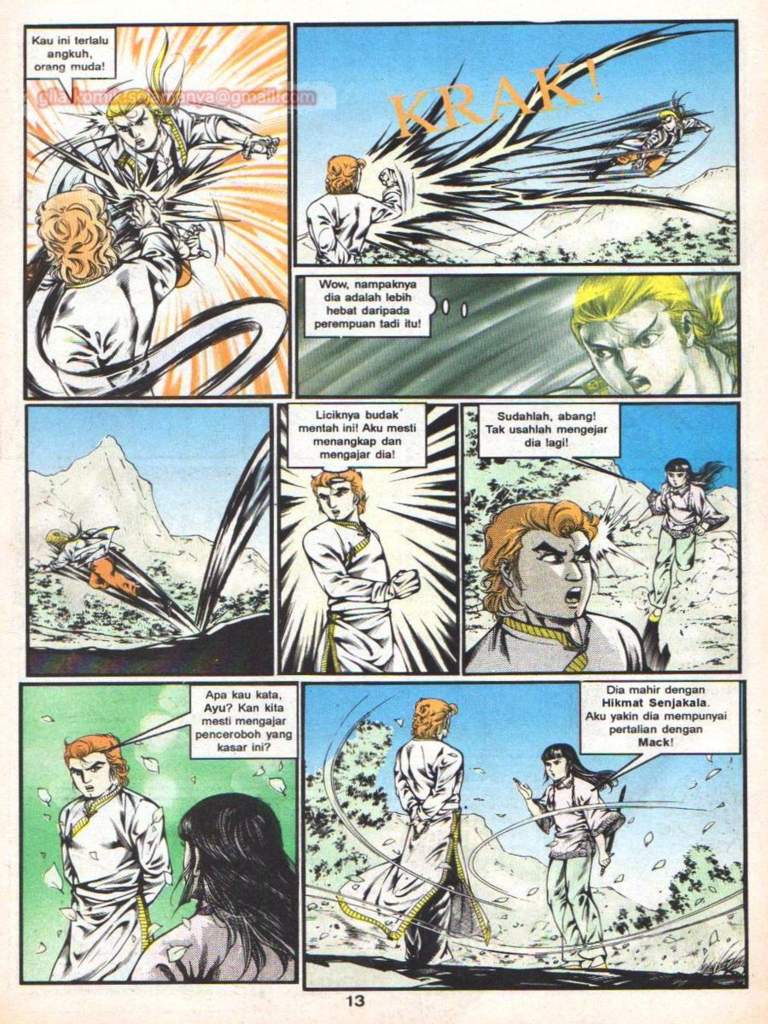 Kau ini terlalu
angkuh,
orang muda!
gilakomik
@gmail.com
KRAK!
Wow, nampaknya
dia adalah lebih
hebat daripada
perempuan tadi itu!
Liciknya budak
mentah ini! Aku mesti
menangkap dan
mengajar dia!
Sudahlah, abang!
Tak usahlah mengejar
dia lagi!
Apa kau kata,
Ayu? Kan kita
mesti mengajar
penceroboh yang
kasar ini?
Dia mahir dengan
Hikmat Senjakala.
Aku yakin dia mempunyai
pertalian dengan
Mack!
13